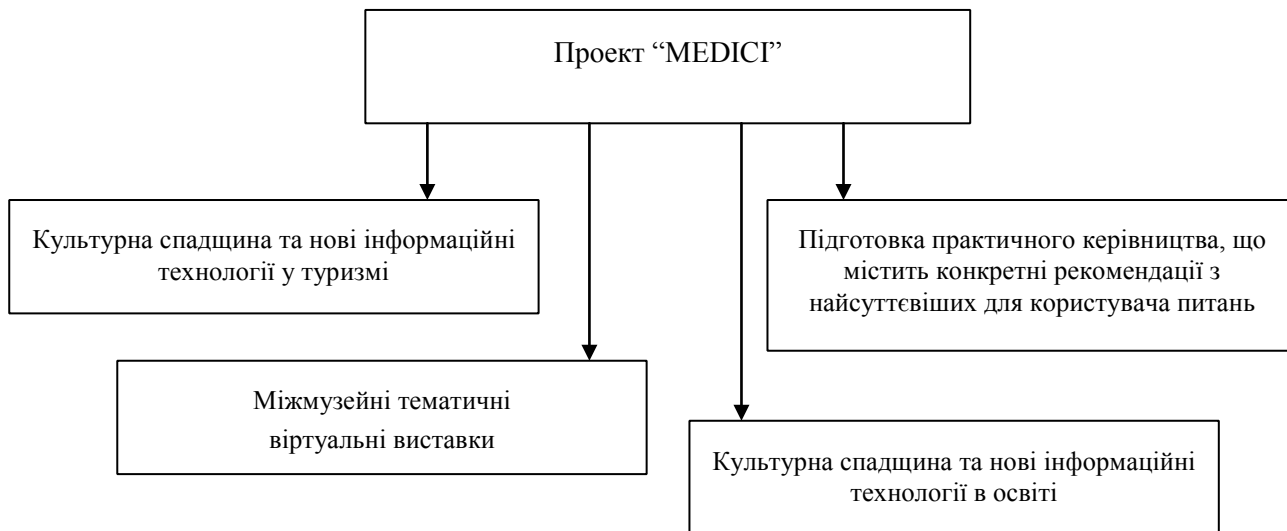 Проект “MEDICI”
Культурна спадщина та нові інформаційні
технології у туризмі
Підготовка практичного керівництва, що
містить конкретні рекомендації з
найсуттєвіших для користувача питань
Міжмузейні тематичні
віртуальні виставки
Культурна спадщина та нові інформаційні
технології в освіті